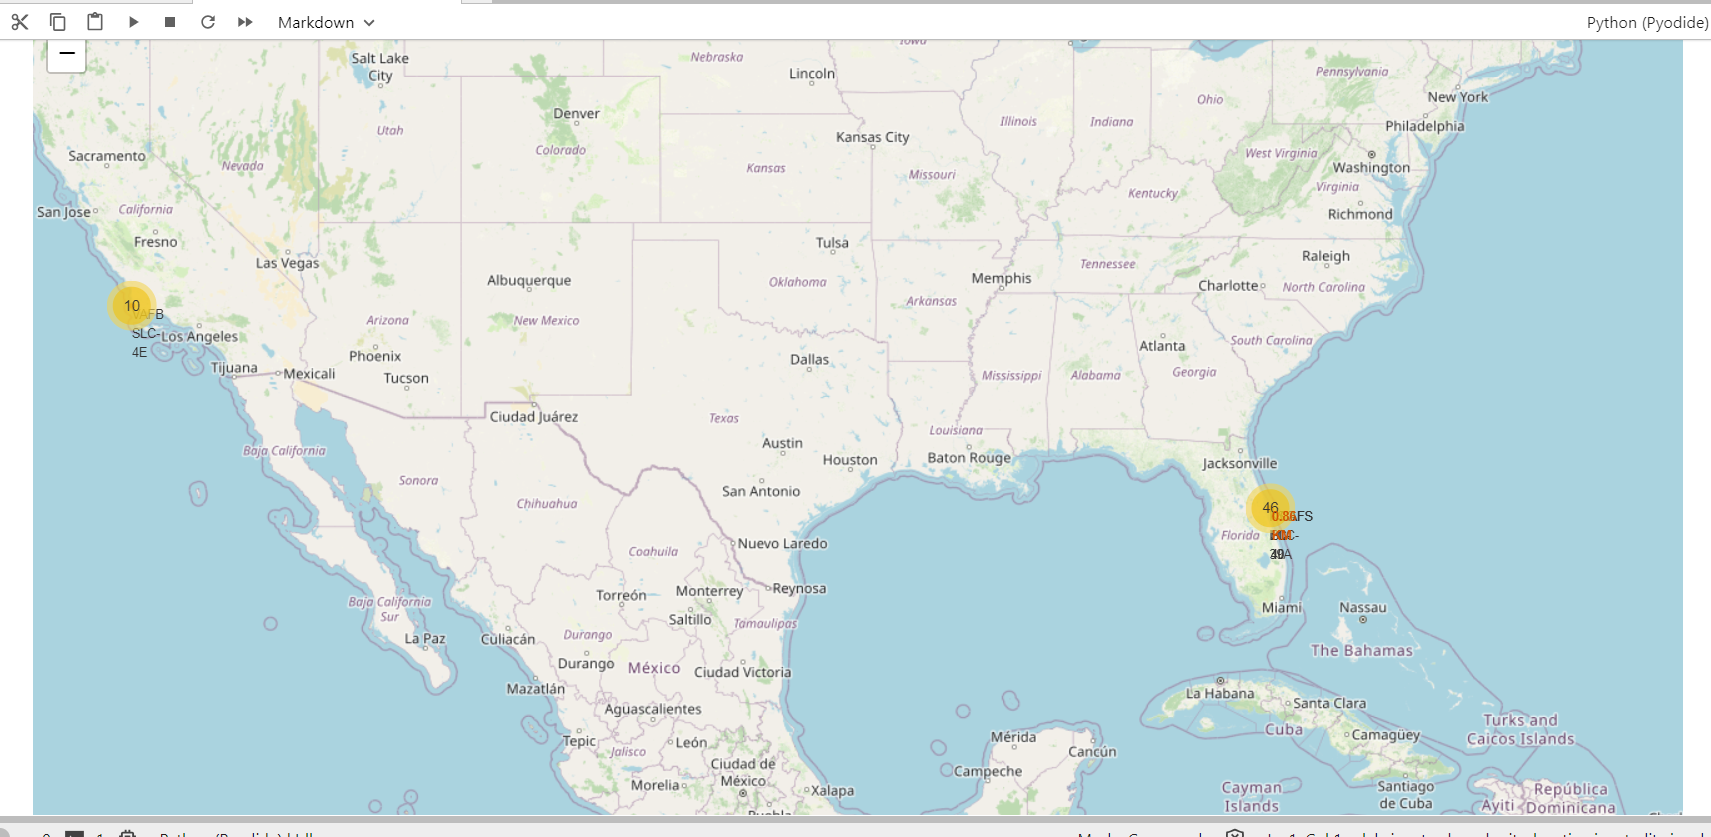 Markdown
Python (Pyodide)
Salt Lake
City
Nebraska
Iowa
Lincoln
Pennsylvania
New York
Denver
Ohio
Illinois
Indiana
Philadelphia
Utah
Colorado
Kansas City
Sacramento
Nevada
Kansas
Missouri
West Virginia
Washington
Kentucky
Virginia
San Jose
California
Richmond
Fresno
Las Vegas
Tulsa
Raleigh
Albuquerque
Oklahoma
Memphis
Tennessee
Charlotte
North Carolina
10
VAFB
SLC-
4E
Los Angeles
Arizona
New Mexico
Arkansas
Atlanta
South Carolina
Phoenix
Tijuana
Mexicali
Tucson
Dallas
Mississippi
Alabama
Georgia
Ciudad Juárez
Texas
Louisiana
Baja California
Austin
Houston
Baton Rouge
Jacksonville
Sonora
Chihuahua
San Antonio
46
Florida
Coahuila
Nuevo Laredo
Torreón
Monterrey
Reynosa
Baja California
Sur
Saltillo
Tamaulipas
Miami
Nassau
La Paz
Culiacán
Durango
The Bahamas
Durango
México
Ciudad Victoria
Mazatlán
La Habana
Santa Clara
Aguascalientes
Cuba
Camagüey
Turks and
Caicos Islands
Tepic
Jalisco
León
Mérida
Cancún
Ciudad de
México
Campeche
Morelia
Xalapa
Cayman
Islands
Santiago
de Cuba
República
Dominicana
Ayiti